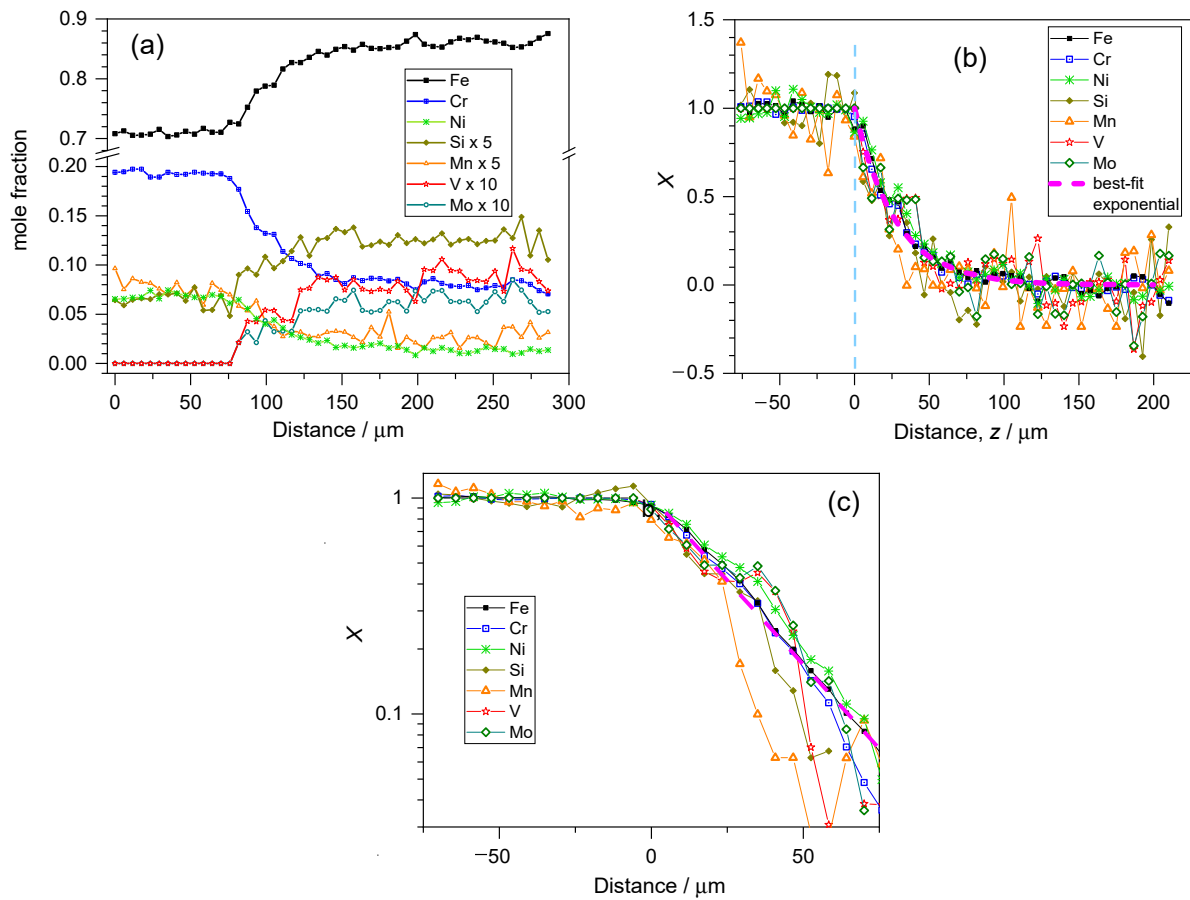 (a)
0.9
0.8
0.7
0.20
0.15
0.10
0.05
0.00
mole fraction
Fe
Cr
Ni
Si x 5
Mn x 5
V x 10
Mo x 10
0 50 100 150 200 250 300
Distance / μm
(b)
1.5
1.0
0.5
0.0
−0.5
X
Fe
Cr
Ni
Si
Mn
V
Mo
best-fit
exponential
−50 0 50 100 150 200
Distance, z / μm
(c)
1
0.1
X
Fe
Cr
Ni
Si
Mn
V
Mo
−50 0 50
Distance / μm